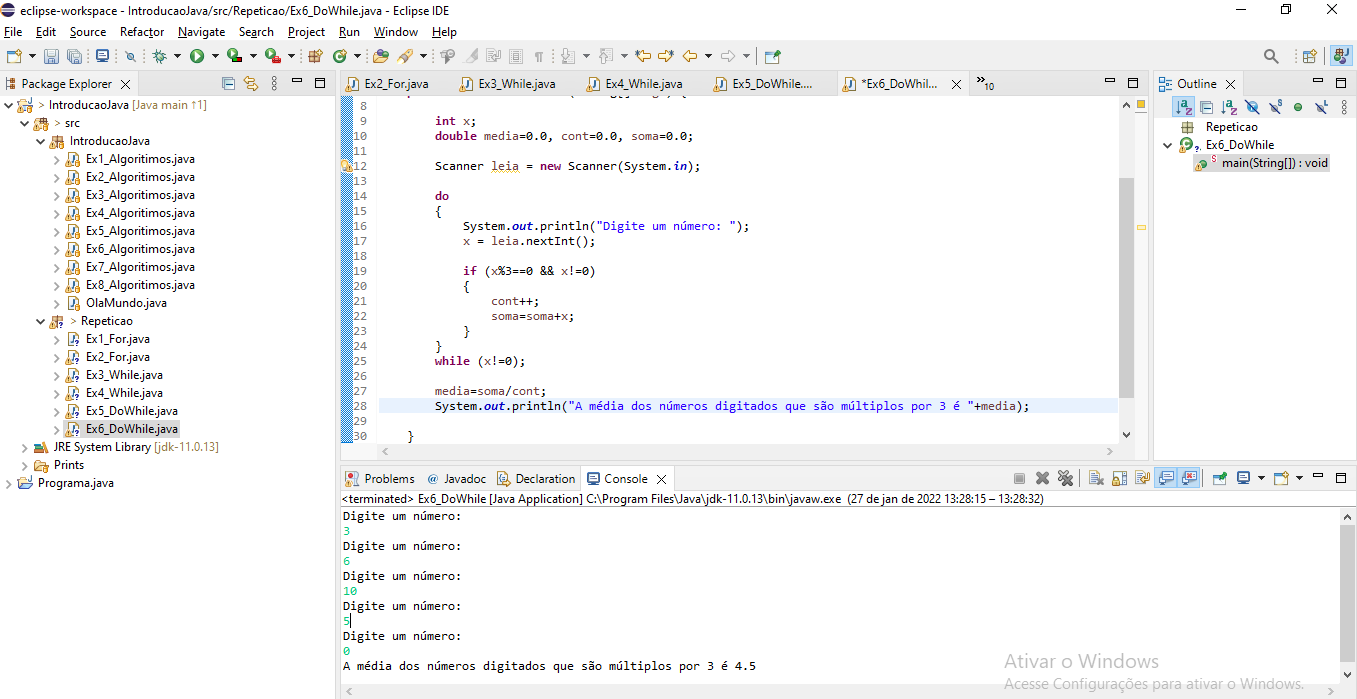 eclipse-workspace - IntroducaoJava/src/Repeticao/Ex6_DoWhile.java - Eclipse IDE
File Edit Source Refactor Navigate Search Project Run Window Help
Package Explorer
> IntroducaoJava [Java main ↑1]
> src
IntroducaoJava
Ex1_Algoritimos.java
Ex2_Algoritimos.java
Ex3_Algoritimos.java
Ex4_Algoritimos.java
Ex5_Algoritimos.java
Ex6_Algoritimos.java
Ex7_Algoritimos.java
Ex8_Algoritimos.java
OlaMundo.java
> Repeticao
Ex1_For.java
Ex2_For.java
Ex3_While.java
Ex4_While.java
Ex5_DoWhile.java
Ex6_DoWhile.java
JRE System Library [jdk-11.0.13]
Prints
Programa.java
Ex2_For.java Ex3_While.java Ex4_While.java Ex5_DoWhile.... *Ex6_DoWhil... »10
8
9 int x;
10 double media=0.0, cont=0.0, soma=0.0;
11
12 Scanner leia = new Scanner(System.in);
13
14 do
15 {
16 System.out.println("Digite um número: ");
17 x = leia.nextInt();
18
19 if (x%3==0 && x!=0)
20 {
21 cont++;
22 soma=soma+x;
23 }
24 }
25 while (x!=0);
26
27 media=soma/cont;
28 System.out.println("A média dos números digitados que são múltiplos por 3 é "+media);
29
30 }
Outline
Repeticao
Ex6_DoWhile
main(String[]) : void
Problems @ Javadoc Declaration Console
<terminated> Ex6_DoWhile [Java Application] C:\Program Files\Java\jdk-11.0.13\bin\javaw.exe (27 de jan de 2022 13:28:15 – 13:28:32)
Digite um número:
3
Digite um número:
6
Digite um número:
10
Digite um número:
5
Digite um número:
0
A média dos números digitados que são múltiplos por 3 é 4.5
Ativar o Windows
Acesse Configurações para ativar o Windows.